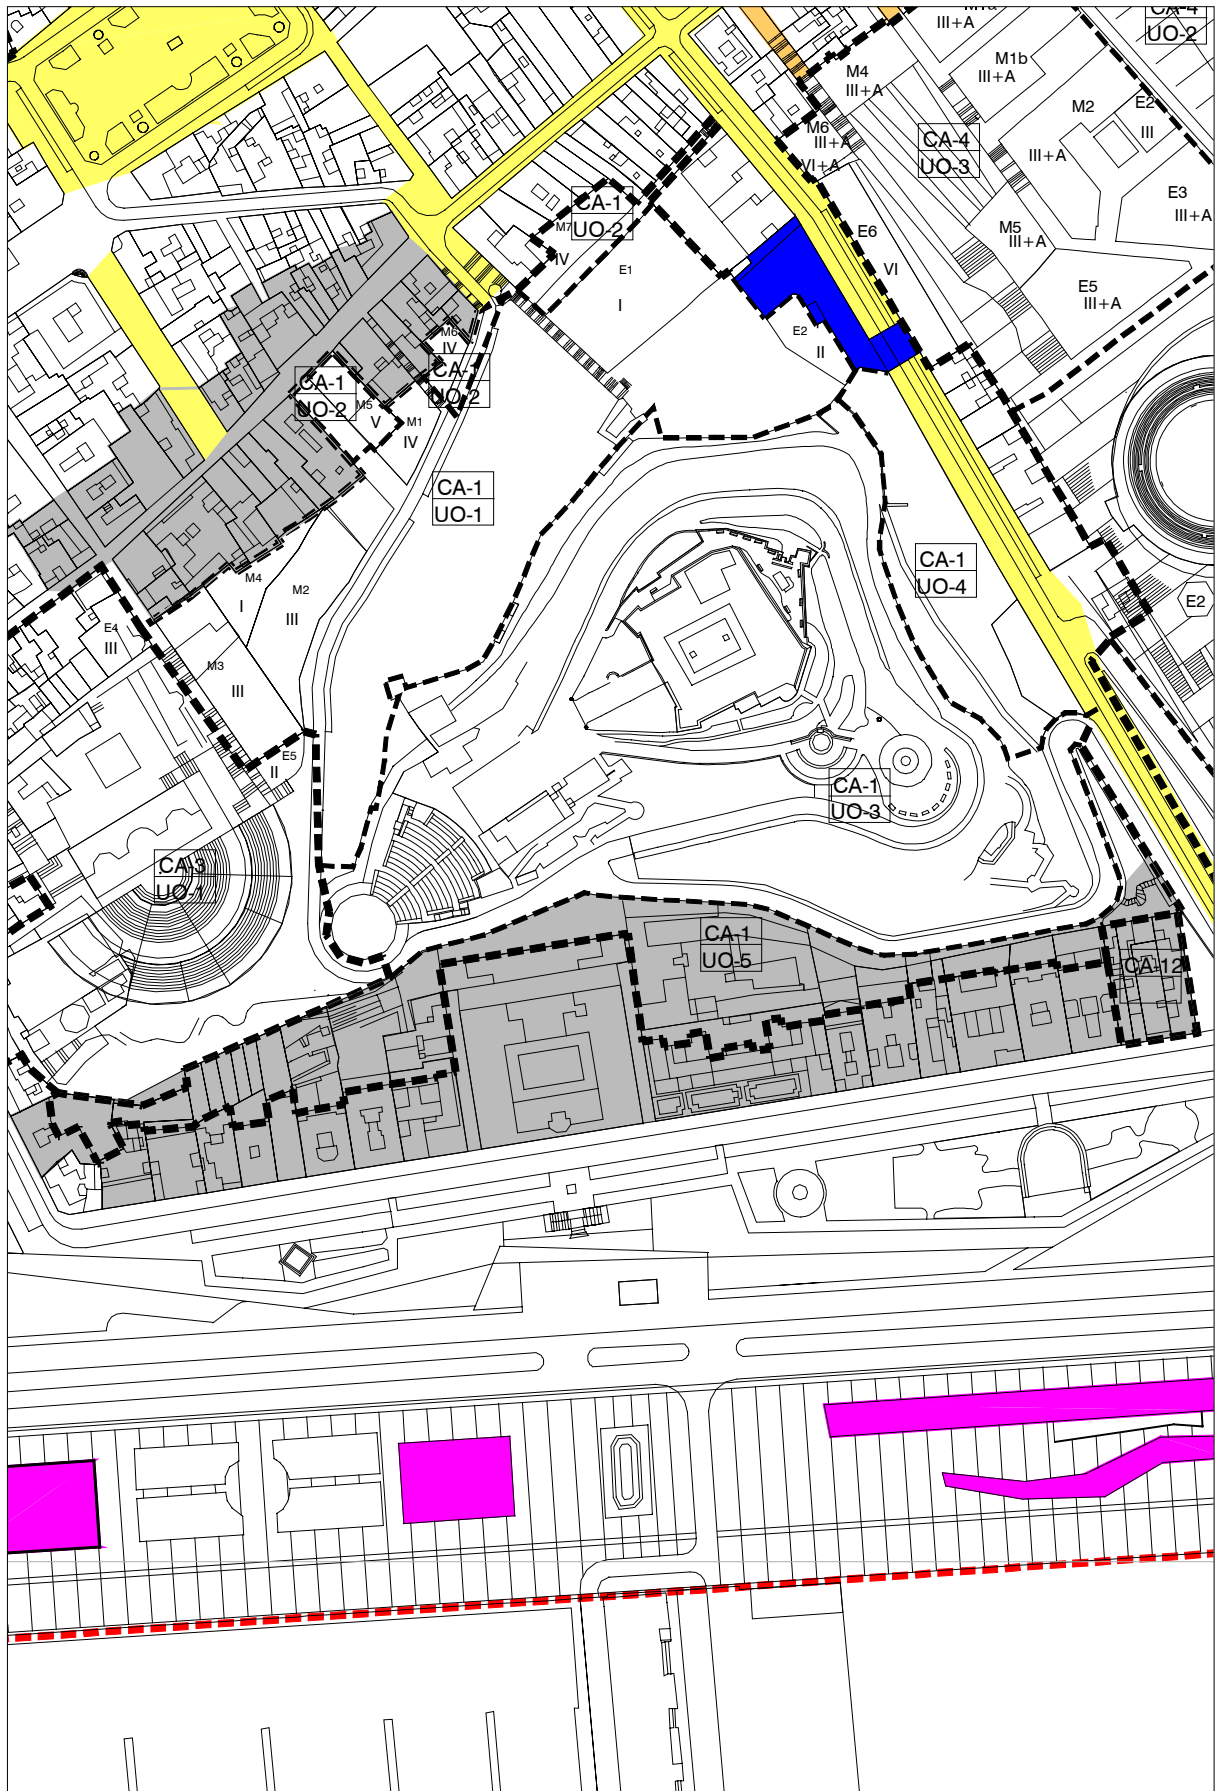 M1a
III+A
CA-4
UO-2
M1b
III+A
M4
III+A
M2
E2
III
M6
III+A
CA-4
UO-3
III+A
VI+A
E3
III+A
CA-1
UO-2
M7
IV
E6
M5
III+A
E1
VI
I
E5
III+A
E2
II
M6
IV
CA-1
UO-2
CA-1
UO-2
M5
V
M1
IV
CA-1
UO-1
CA-1
UO-4
M4
I
M2
III
E2
E4
III
M3
III
E5
II
CA-1
UO-3
CA-3
UO-1
CA-1
UO-5
CA-12